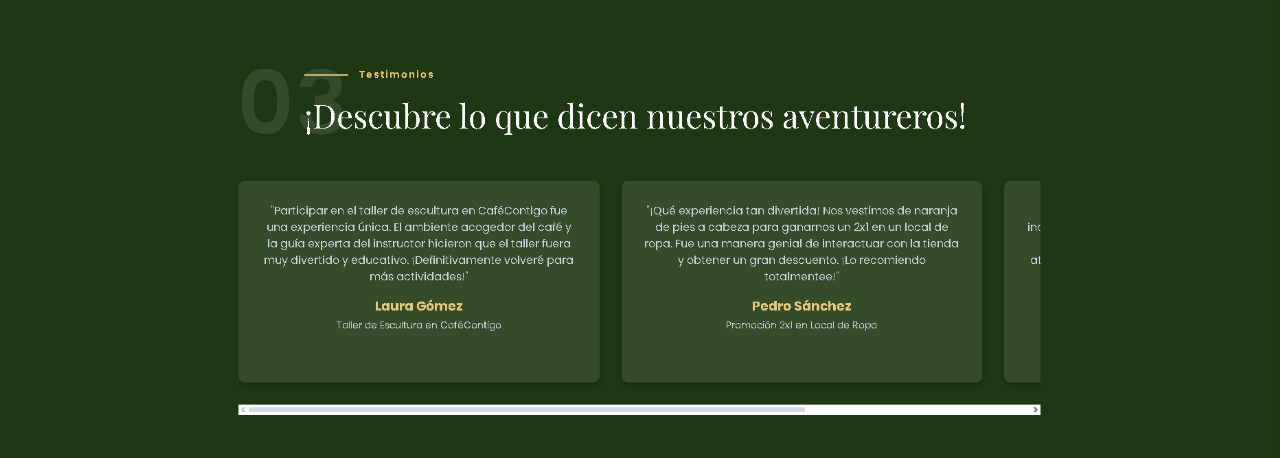 03
Testimonios
¡Descubre lo que dicen nuestros aventureros!
"Participar en el taller de escultura en CaféContigo fue
una experiencia única. El ambiente acogedor del café y
la guía experta del instructor hicieron que el taller fuera
muy divertido y educativo. ¡Definitivamente volveré para
más actividades!"
Laura Gómez
Taller de Escultura en CaféContigo
"¡Qué experiencia tan divertida! Nos vestimos de naranja
de pies a cabeza para ganarnos un 2x1 en un local de
ropa. Fue una manera genial de interactuar con la tienda
y obtener un gran descuento. ¡Lo recomiendo
totalmentee!"
Pedro Sánchez
Promoción 2x1 en Local de Ropa